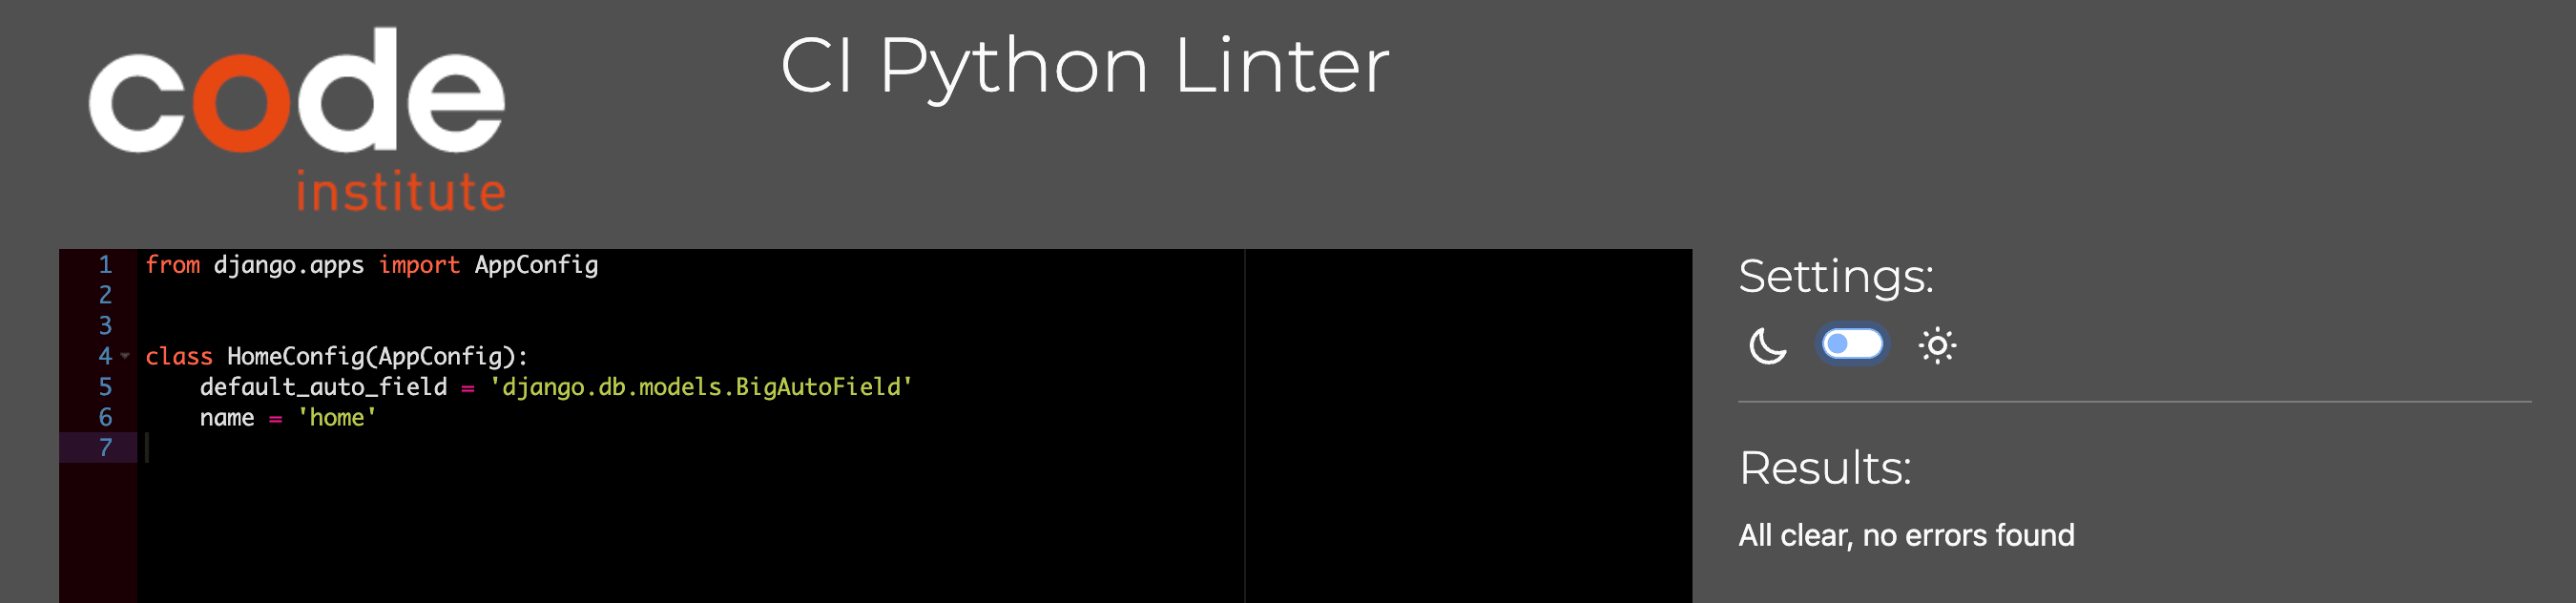 code
institute
CI Python Linter
1 from django.apps import AppConfig
2
3
4 class HomeConfig(AppConfig):
5     default_auto_field = 'django.db.models.BigAutoField'
6     name = 'home'
7
Settings:
Results:
All clear, no errors found